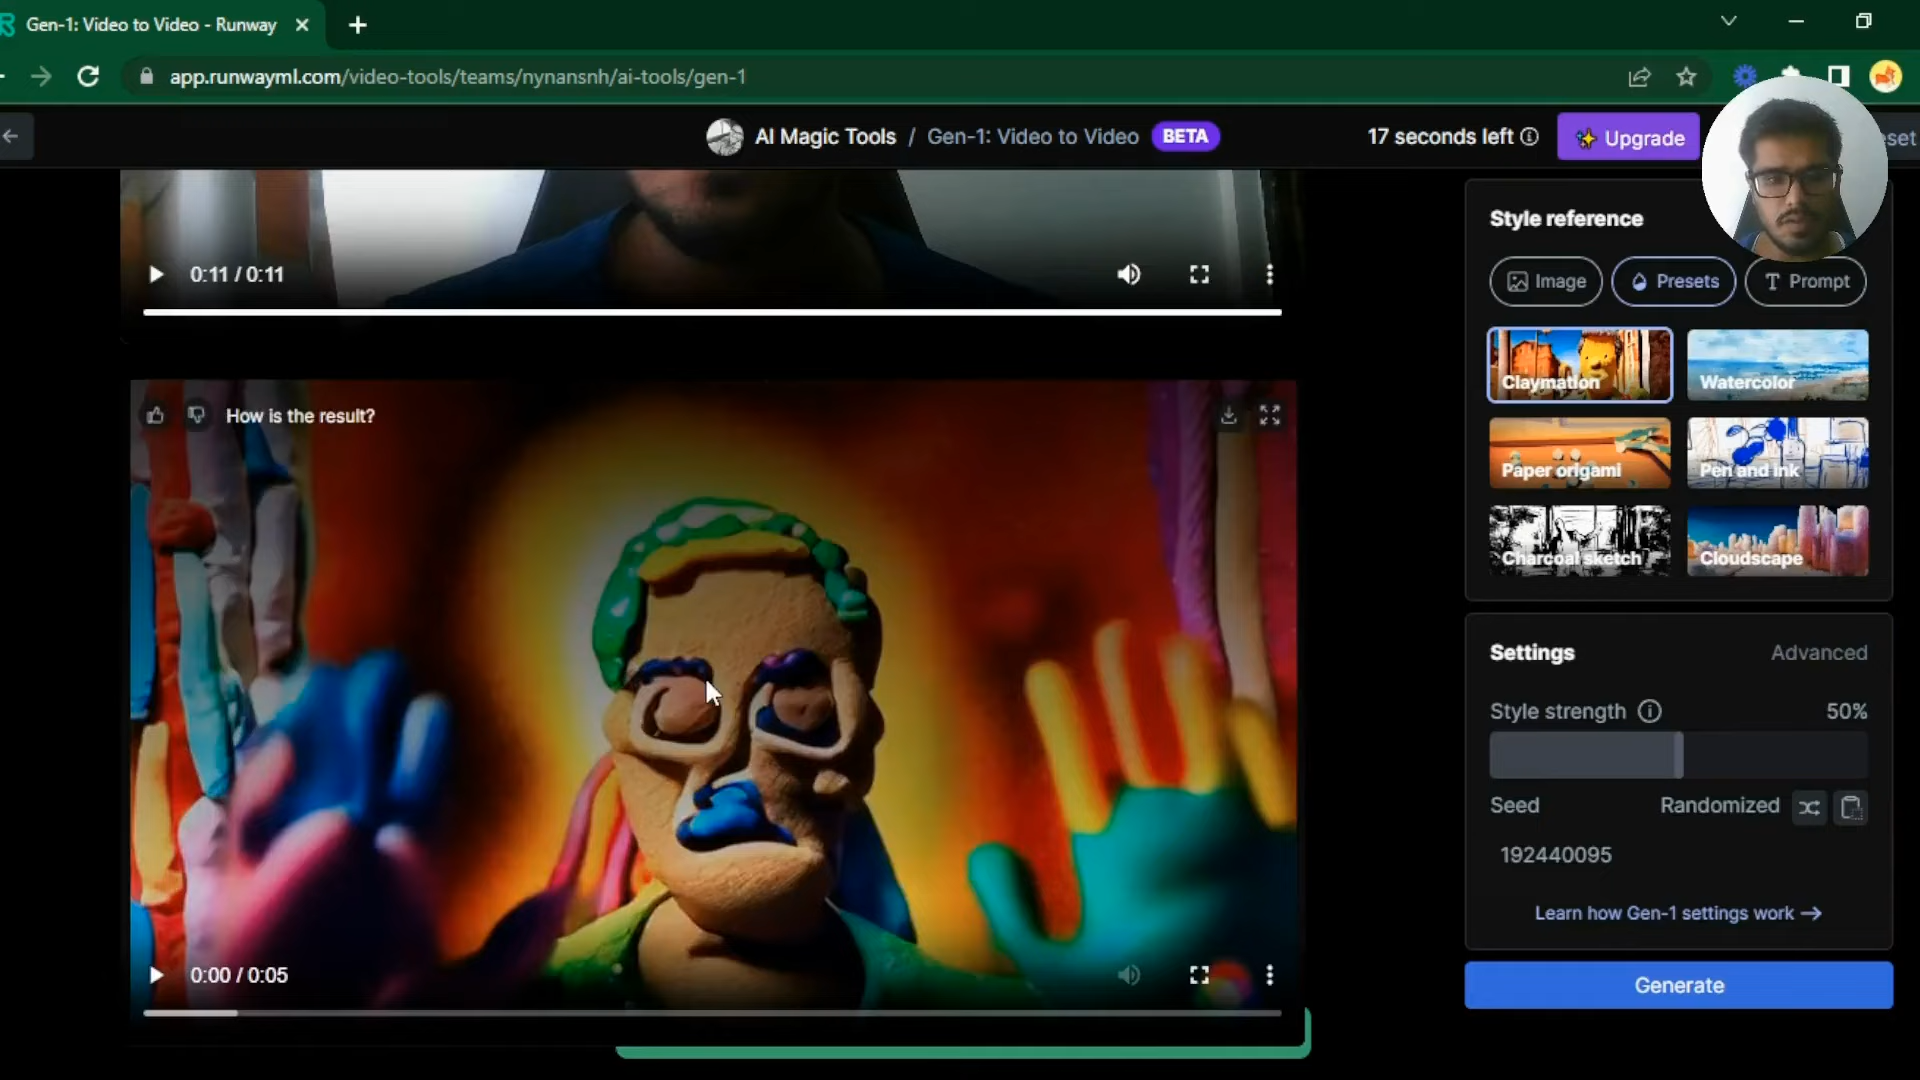 Gen-1: Video to Video - Runway
app.runwayml.com/video-tools/teams/nynansnh/ai-tools/gen-1
AI Magic Tools / Gen-1: Video to Video BETA
17 seconds left
Upgrade
eset
0:11 / 0:11
How is the result?
0:00 / 0:05
Style reference
Image
Presets
Prompt
Claymation
Watercolor
Paper origami
Pen and ink
Charcoal sketch
Cloudscape
Settings
Advanced
Style strength
50%
Seed
Randomized
192440095
Learn how Gen-1 settings work →
Generate